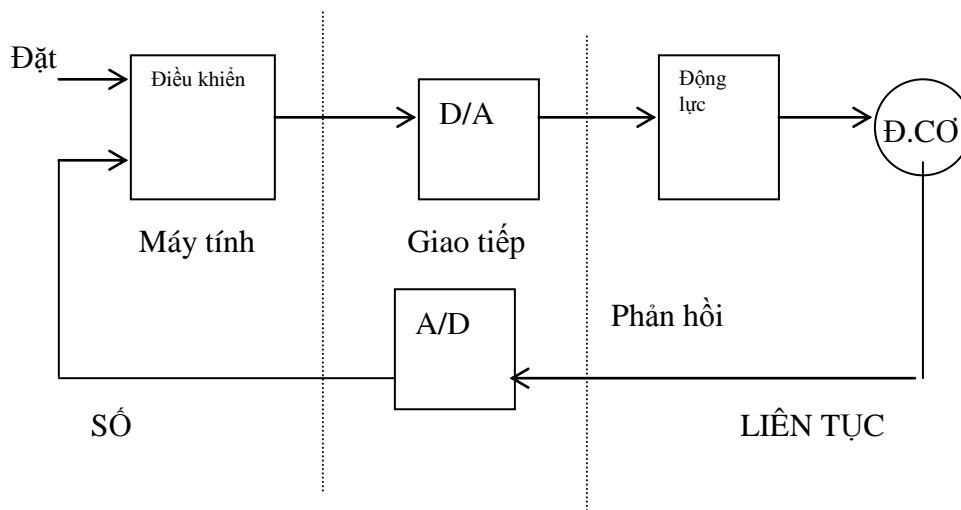 Đặt
Điều khiển
D/A
Động
lực
Đ.CƠ
Máy tính
Giao tiếp
A/D
Phản hồi
SỐ
LIÊN TỤC